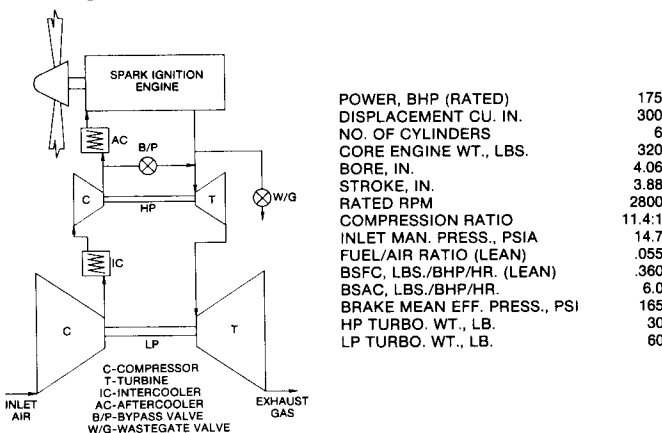 SPARK IGNITION
ENGINE
AC
B/P
C
HP
T
W/G
IC
C
LP
T
C-COMPRESSOR
T-TURBINE
IC-INTERCOOLER
AC-AFTERCOOLER
B/P-BYPASS VALVE
W/G-WASTEGATE VALVE
INLET
AIR
EXHAUST
GAS
POWER, BHP (RATED) 175
DISPLACEMENT CU. IN. 300
NO. OF CYLINDERS 6
CORE ENGINE WT., LBS. 320
BORE, IN. 4.06
STROKE, IN. 3.88
RATED RPM 2800
COMPRESSION RATIO 11.4:1
INLET MAN. PRESS., PSIA 14.7
FUEL/AIR RATIO (LEAN) .055
BSFC, LBS./BHP/HR. (LEAN) .360
BSAC, LBS./BHP/HR. 6.0
BRAKE MEAN EFF. PRESS., PSI 165
HP TURBO. WT., LB. 30
LP TURBO. WT., LB. 60